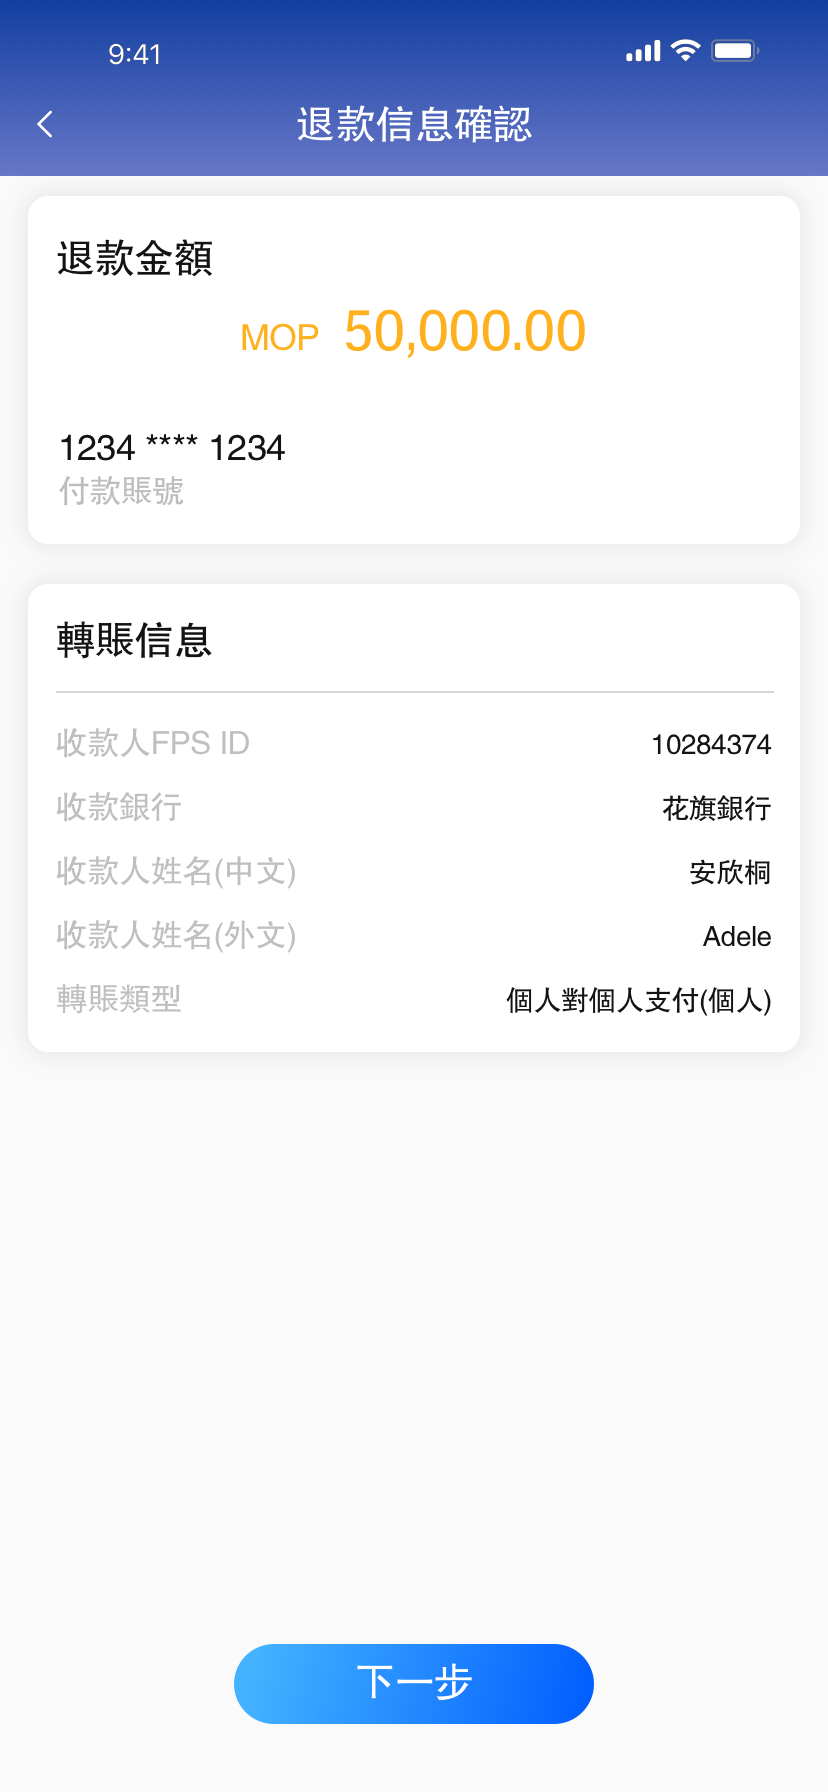 9:41
退款信息確認
退款金額
MOP 50,000.00
1234 **** 1234
付款賬號
轉賬信息
收款人FPS ID 10284374
收款銀行 花旗銀行
收款人姓名(中文) 安欣桐
收款人姓名(外文) Adele
轉賬類型 個人對個人支付(個人)
下一步